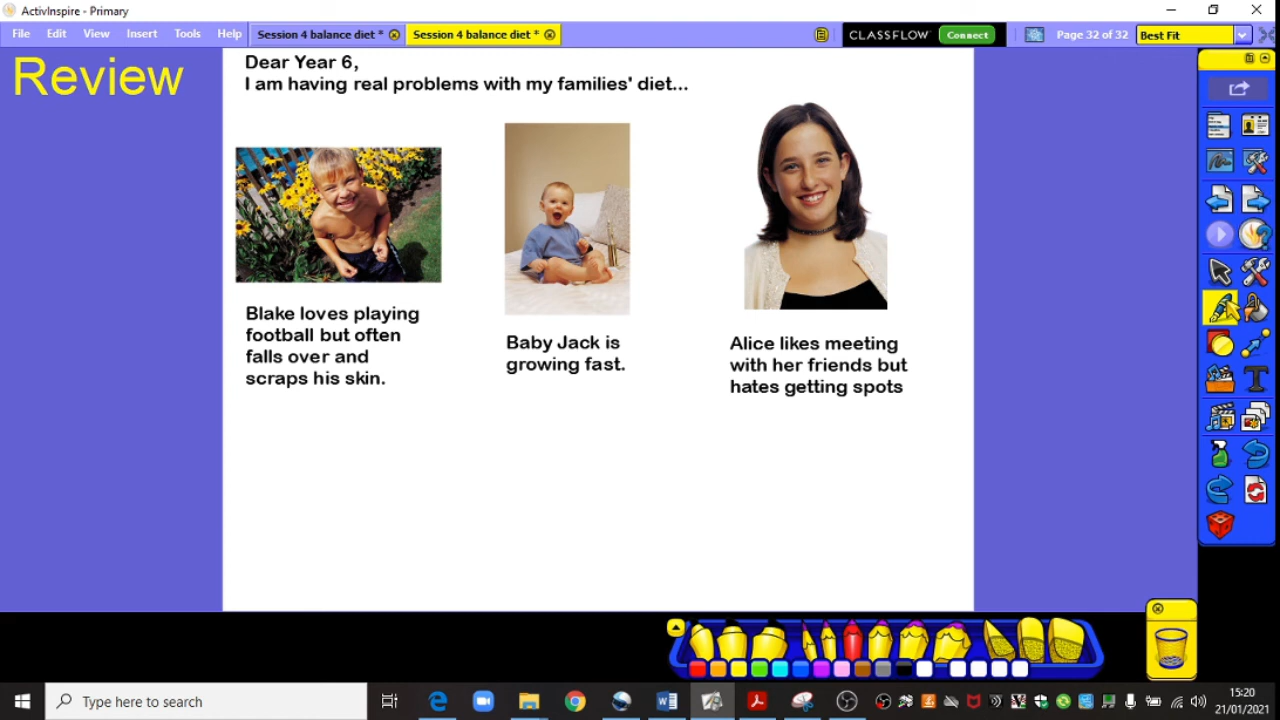 ActivInspire - Primary
File Edit View Insert Tools Help
Session 4 balance diet *
Session 4 balance diet *
CLASSFLOW Connect
Page 32 of 32
Best Fit
Review
Dear Year 6,
I am having real problems with my families' diet...
Blake loves playing
football but often
falls over and
scraps his skin.
Baby Jack is
growing fast.
Alice likes meeting
with her friends but
hates getting spots
Type here to search
15:20
21/01/2021